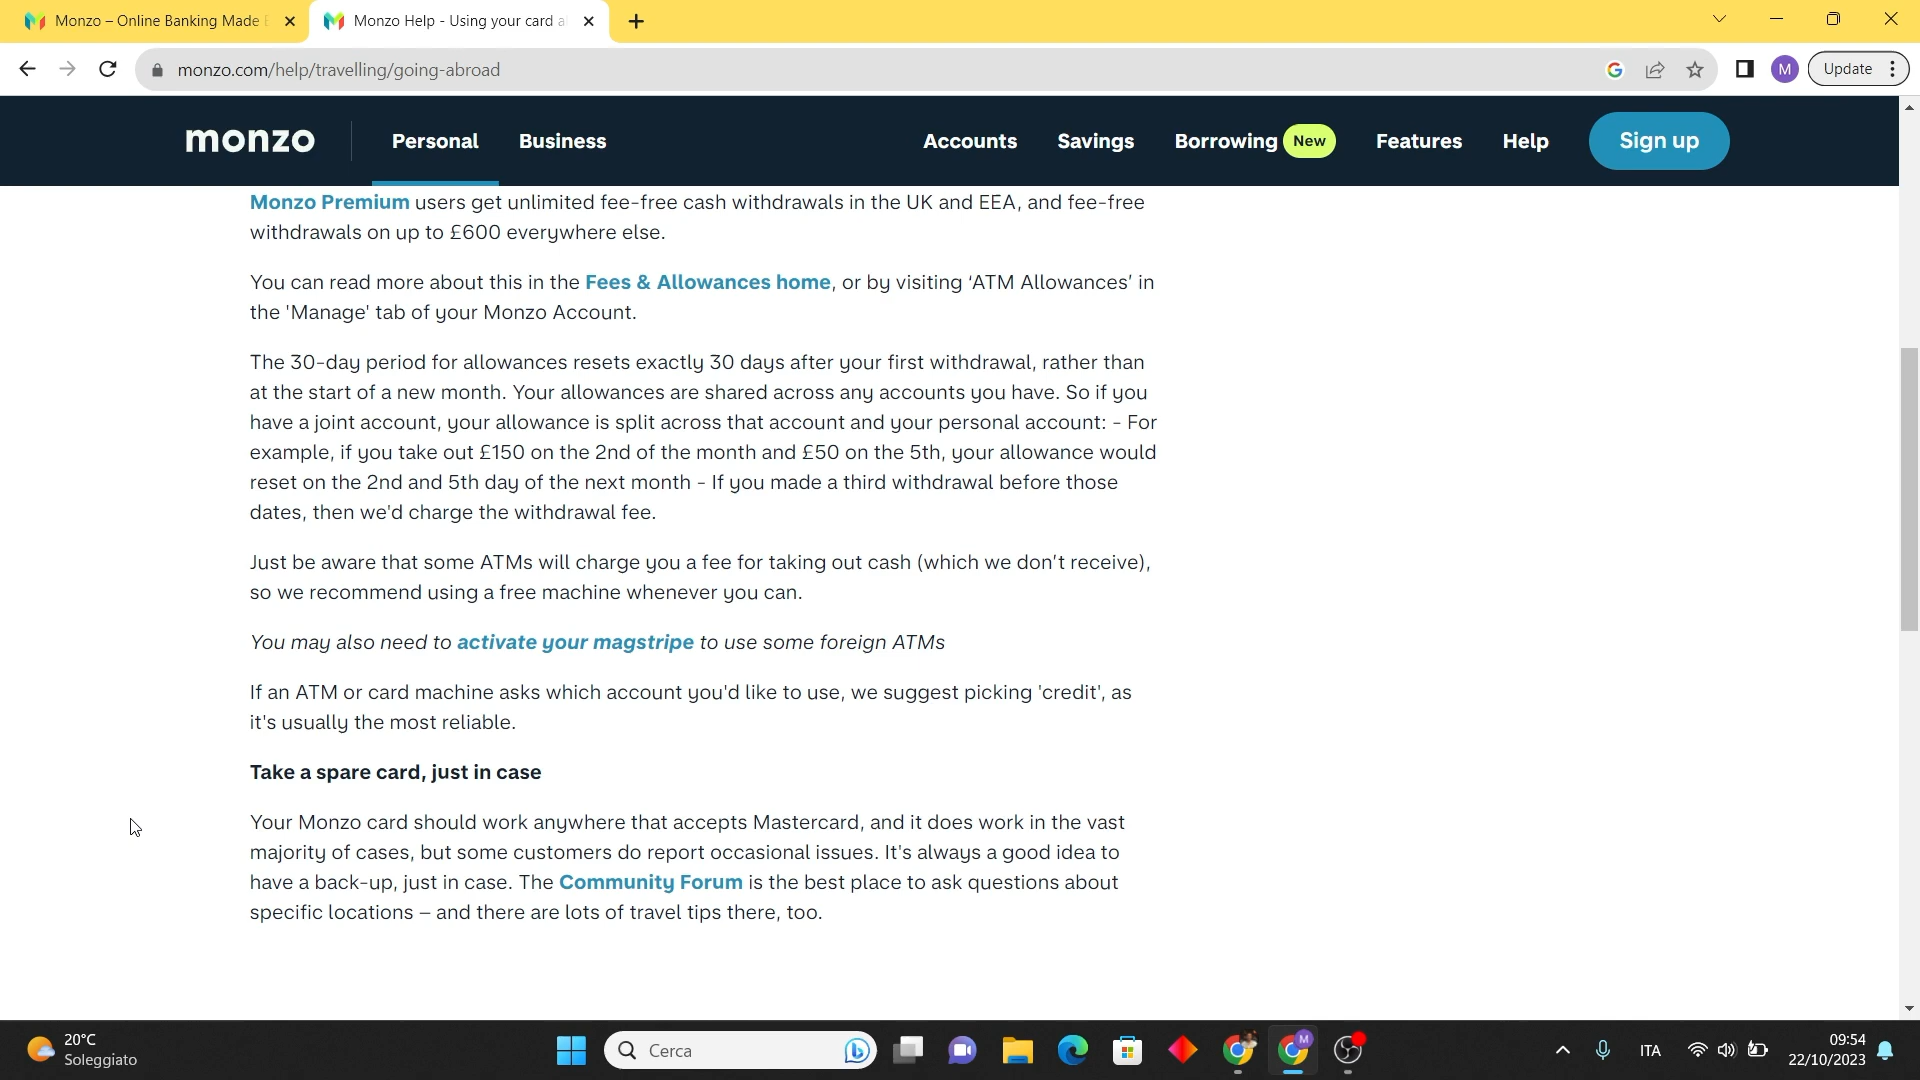 Monzo – Online Banking Made E
Monzo Help - Using your card a
monzo.com/help/travelling/going-abroad
M
Update
monzo
Personal
Business
Accounts
Savings
Borrowing
New
Features
Help
Sign up
Monzo Premium users get unlimited fee-free cash withdrawals in the UK and EEA, and fee-free
withdrawals on up to £600 everywhere else.
You can read more about this in the Fees & Allowances home, or by visiting ‘ATM Allowances’ in
the 'Manage' tab of your Monzo Account.
The 30-day period for allowances resets exactly 30 days after your first withdrawal, rather than
at the start of a new month. Your allowances are shared across any accounts you have. So if you
have a joint account, your allowance is split across that account and your personal account: - For
example, if you take out £150 on the 2nd of the month and £50 on the 5th, your allowance would
reset on the 2nd and 5th day of the next month - If you made a third withdrawal before those
dates, then we'd charge the withdrawal fee.
Just be aware that some ATMs will charge you a fee for taking out cash (which we don’t receive),
so we recommend using a free machine whenever you can.
You may also need to activate your magstripe to use some foreign ATMs
If an ATM or card machine asks which account you'd like to use, we suggest picking 'credit', as
it's usually the most reliable.
Take a spare card, just in case
Your Monzo card should work anywhere that accepts Mastercard, and it does work in the vast
majority of cases, but some customers do report occasional issues. It's always a good idea to
have a back-up, just in case. The Community Forum is the best place to ask questions about
specific locations – and there are lots of travel tips there, too.
20°C
Soleggiato
Cerca
M
ITA
09:54
22/10/2023